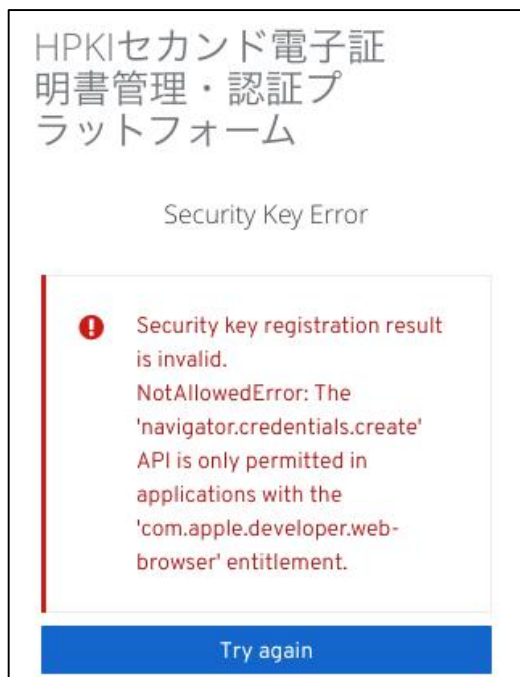 HPKIセカンド電子証
明書管理・認証プ
ラットフォーム
Security Key Error
Security key registration result
is invalid.
NotAllowedError: The
'navigator.credentials.create'
API is only permitted in
applications with the
'com.apple.developer.web-
browser' entitlement.
Try again